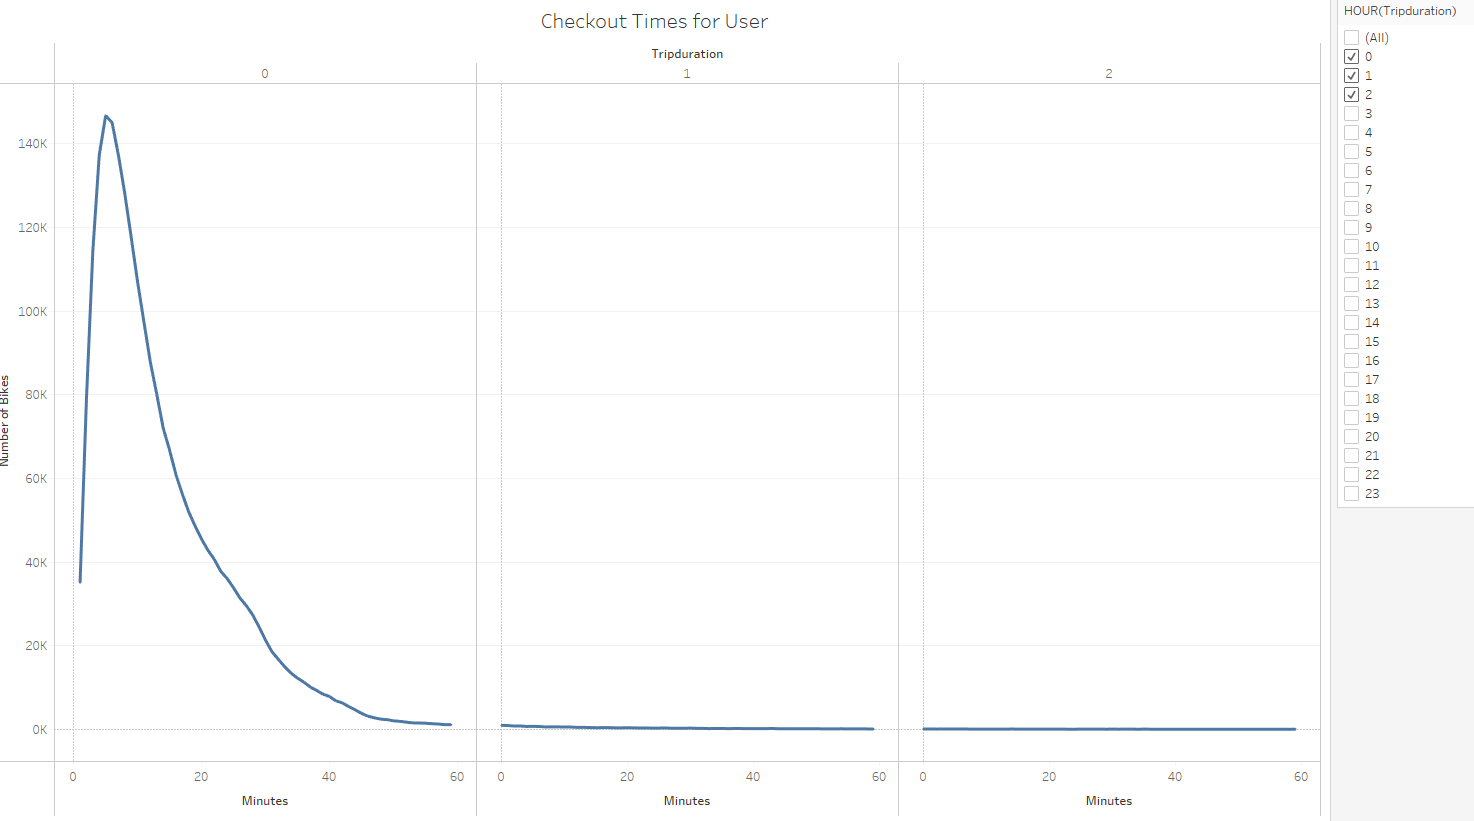 Checkout Times for User
Tripduration
0 1 2
140K
120K
100K
80K
60K
40K
20K
0K
Number of Bikes
0 20 40 60 0 20 40 60 0 20 40 60
Minutes Minutes Minutes
HOUR(Tripduration)
(All)
0
1
2
3
4
5
6
7
8
9
10
11
12
13
14
15
16
17
18
19
20
21
22
23